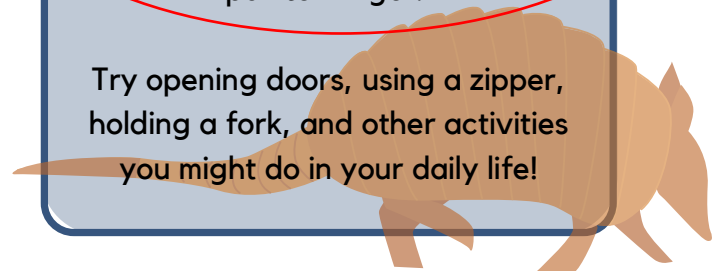 Try opening doors, using a zipper,
holding a fork, and other activities
you might do in your daily life!